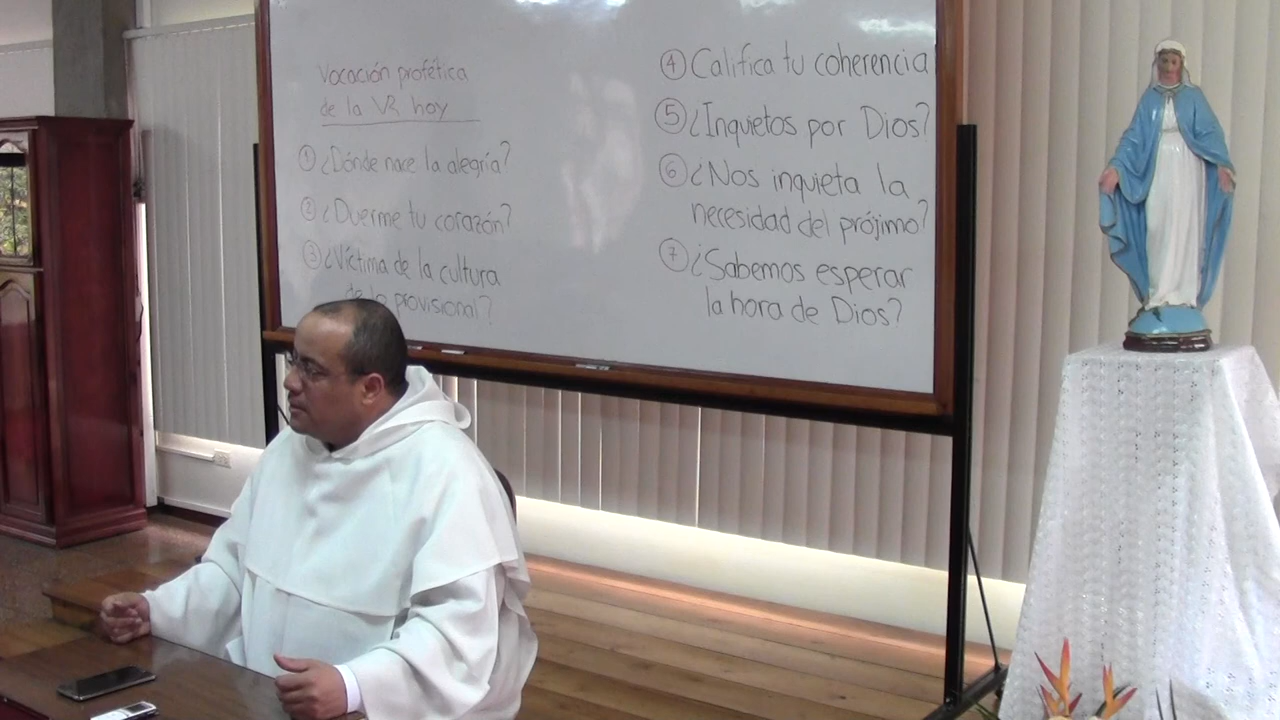 Vocación profética
de la VR hoy
① ¿Dónde nace la alegría?
② ¿Duerme tu corazón?
③ ¿Víctima de la cultura
de lo provisional?
④ Califica tu coherencia
⑤ ¿Inquietos por Dios?
⑥ ¿Nos inquieta la
necesidad del prójimo?
⑦ ¿Sabemos esperar
la hora de Dios?